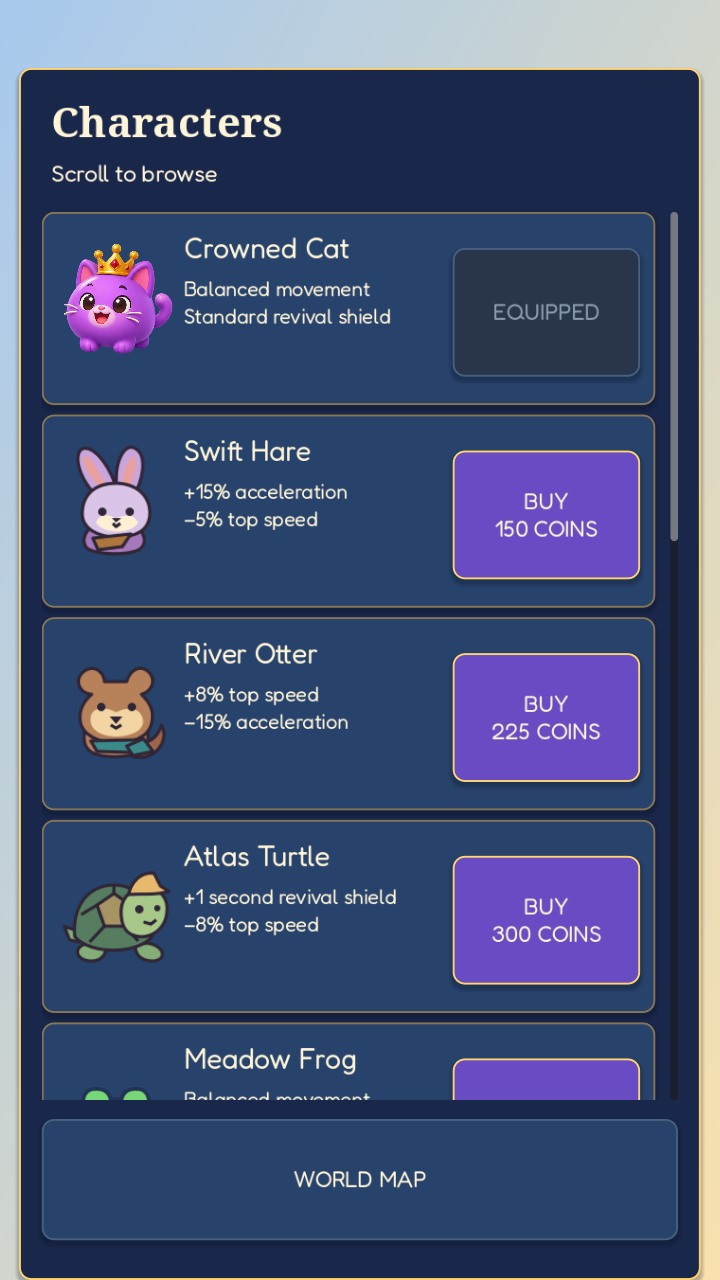 Characters
Scroll to browse
Crowned Cat
Balanced movement
Standard revival shield
EQUIPPED
Swift Hare
+15% acceleration
−5% top speed
BUY
150 COINS
River Otter
+8% top speed
−15% acceleration
BUY
225 COINS
Atlas Turtle
+1 second revival shield
−8% top speed
BUY
300 COINS
Meadow Frog
Balanced movement
WORLD MAP